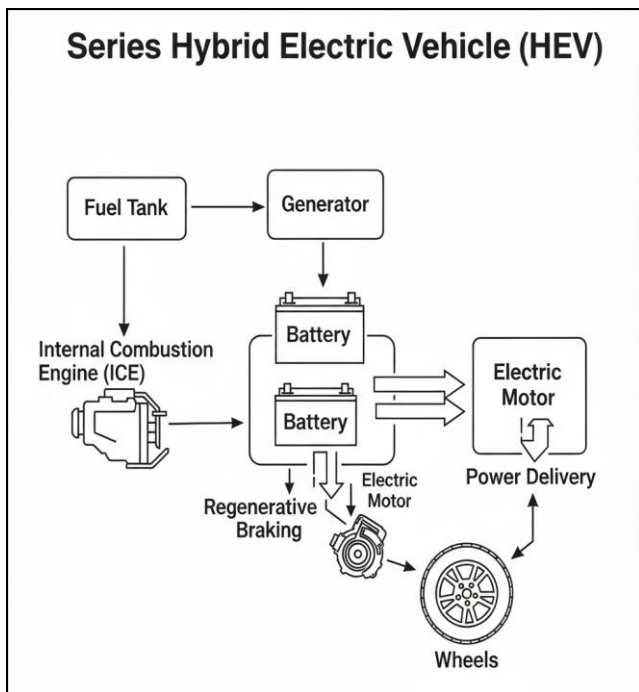 Series Hybrid Electric Vehicle (HEV)
Fuel Tank
Generator
Battery
Internal Combustion
Engine (ICE)
Battery
Electric
Motor
Power Delivery
Regenerative
Braking
Electric
Motor
Wheels